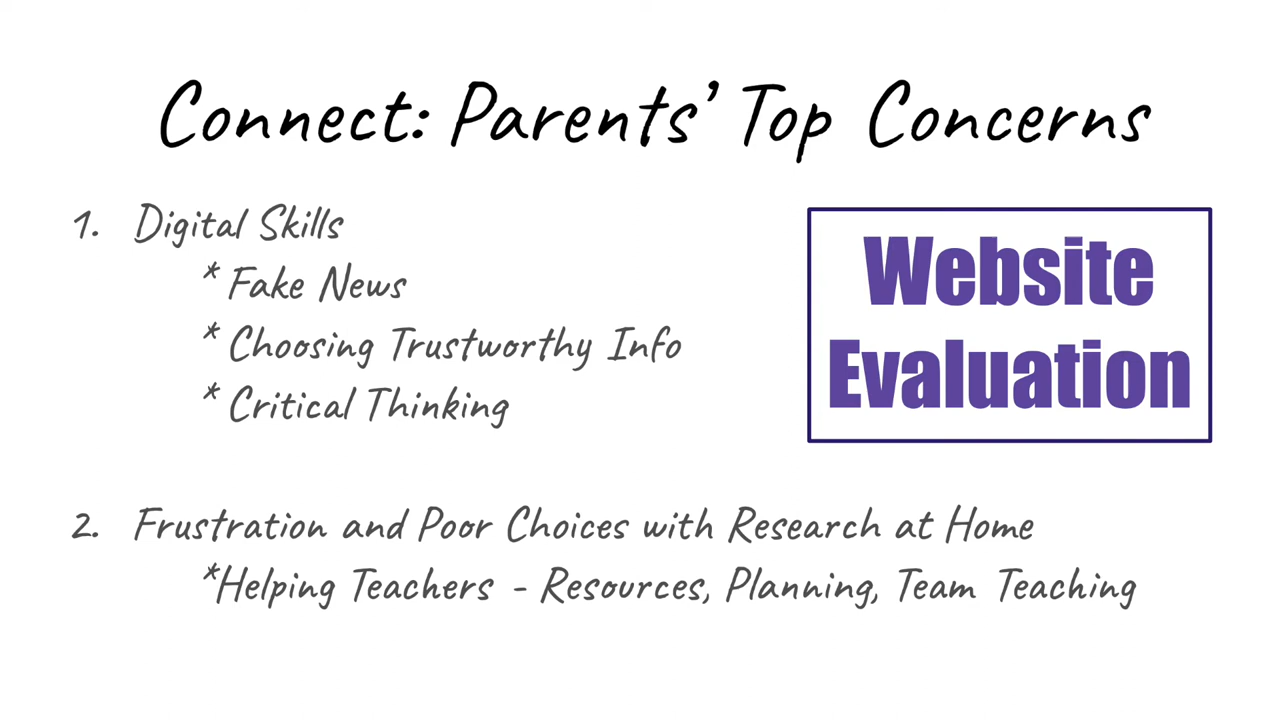 Connect: Parents' Top Concerns
1. Digital Skills
* Fake News
* Choosing Trustworthy Info
* Critical Thinking
Website
Evaluation
2. Frustration and Poor Choices with Research at Home
*Helping Teachers - Resources, Planning, Team Teaching